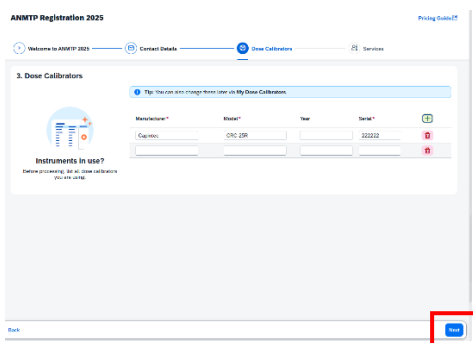 ANMTP Registration 2025
Pricing Guide
Welcome to ANMTP 2025
Contact Details
Dose Calibrators
Services
3. Dose Calibrators
Tip: You can also change these later via My Dose Calibrators
Manufacturer*
Model*
Year
Serial*
Capintec
CRC 25R
222222
Instruments in use?
Before processing, list all dose calibrators
you are using.
Back
Next